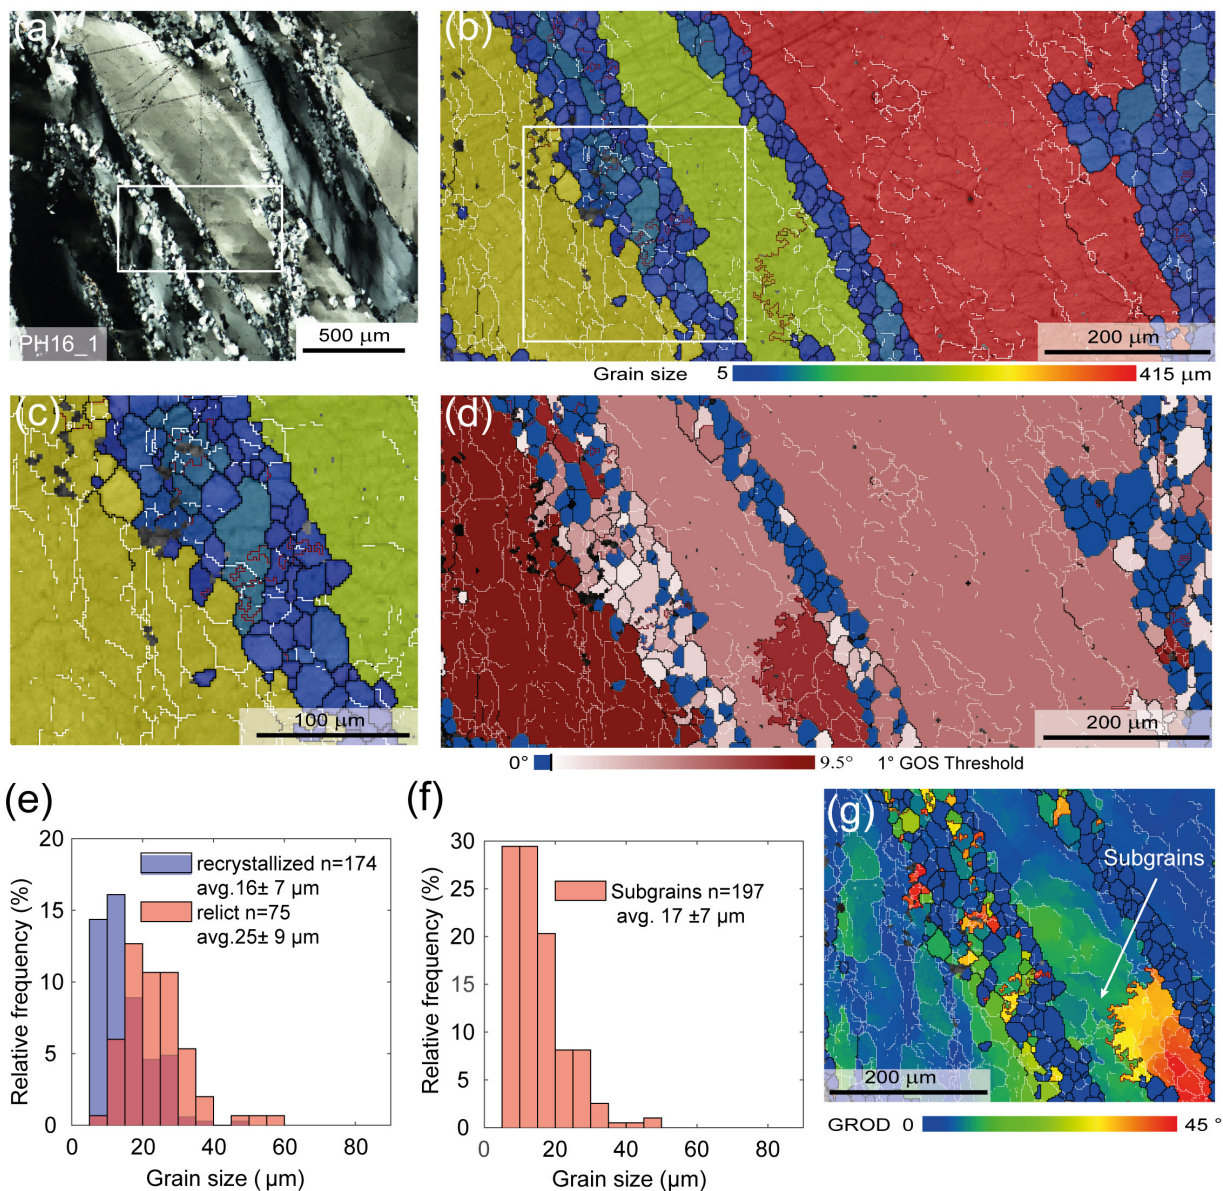 (a)
PH16_1
500 μm
(b)
200 μm
Grain size 5 415 μm
(c)
100 μm
(d)
200 μm
0° 9.5° 1° GOS Threshold
(e)
20
15
10
5
0
Relative frequency (%)
recrystallized n=174
avg.16± 7 μm
relict n=75
avg.25± 9 μm
0 20 40 60 80
Grain size ( μm)
(f)
30
25
20
15
10
5
0
Relative frequency (%)
Subgrains n=197
avg. 17 ±7 μm
0 20 40 60 80
Grain size (μm)
(g)
Subgrains
200 μm
GROD 0 45 °